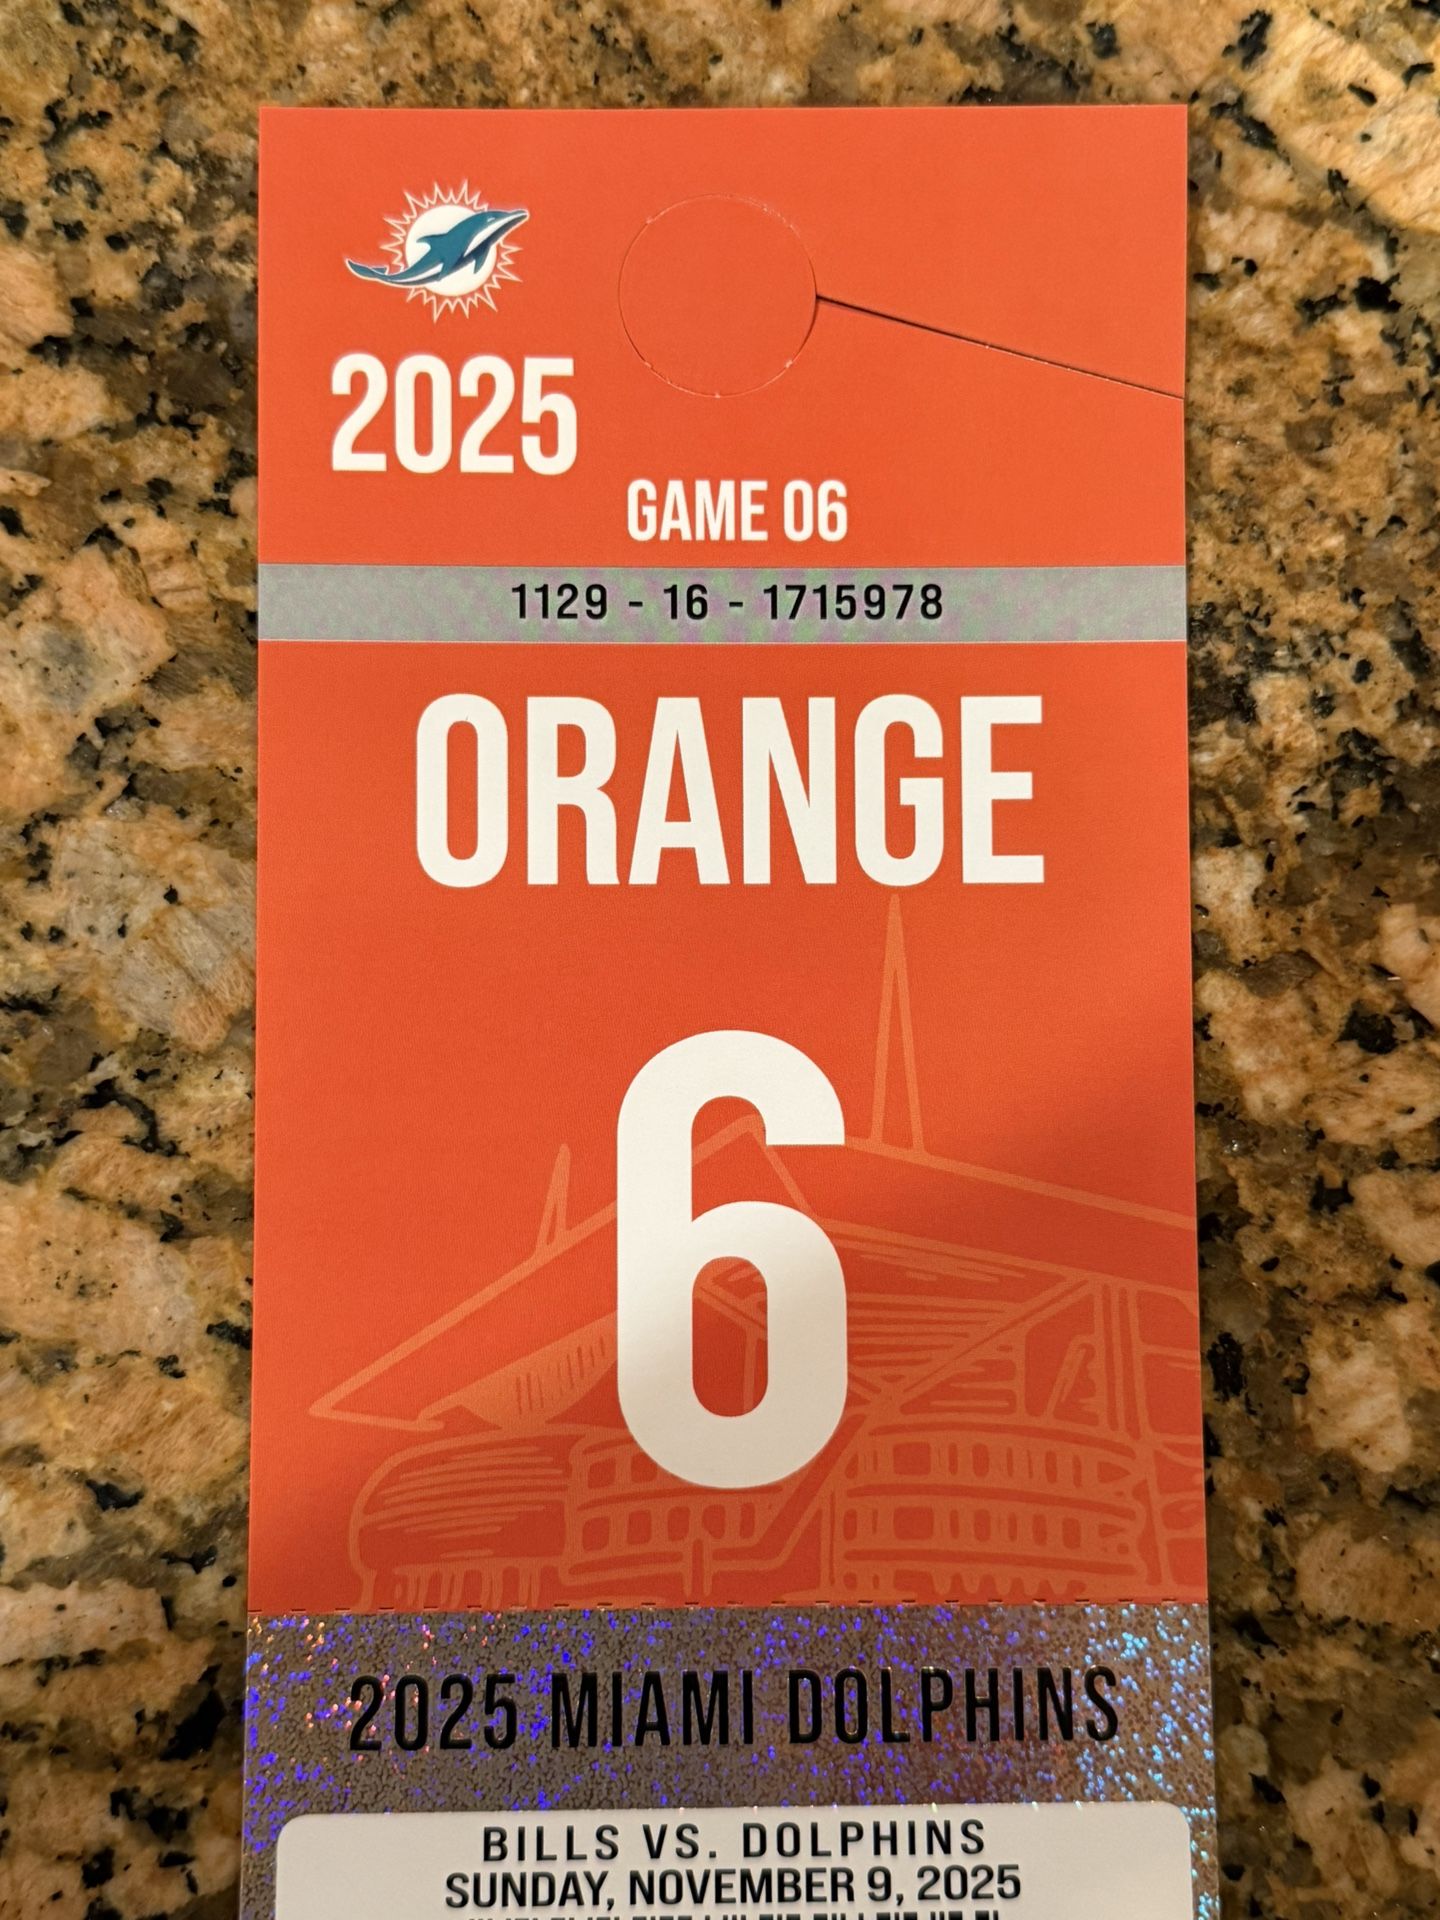 2025
GAME 06
1129 - 16 - 1715978
ORANGE
6
2025 MIAMI DOLPHINS
BILLS VS. DOLPHINS
SUNDAY, NOVEMBER 9, 2025